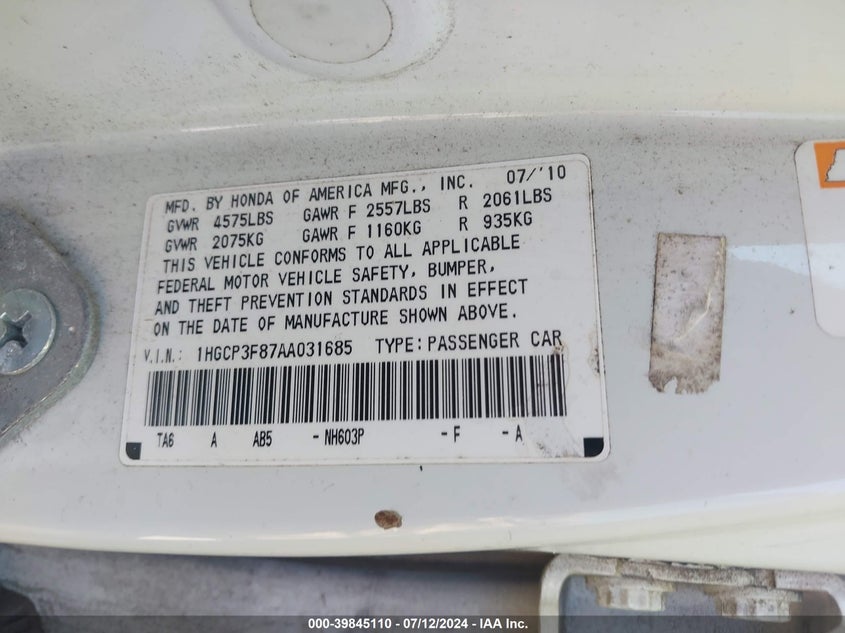 MFD. BY HONDA OF AMERICA MFG., INC. 07/'10
GVWR 4575LBS GAWR F 2557LBS R 2061LBS
GVWR 2075KG GAWR F 1160KG R 935KG
THIS VEHICLE CONFORMS TO ALL APPLICABLE
FEDERAL MOTOR VEHICLE SAFETY, BUMPER,
AND THEFT PREVENTION STANDARDS IN EFFECT
ON THE DATE OF MANUFACTURE SHOWN ABOVE.
V.I.N.: 1HGCP3F87AA031685 TYPE: PASSENGER CAR
TA6 A AB5 -NH603P -F -A
000-39845110 - 07/12/2024 - IAA Inc.